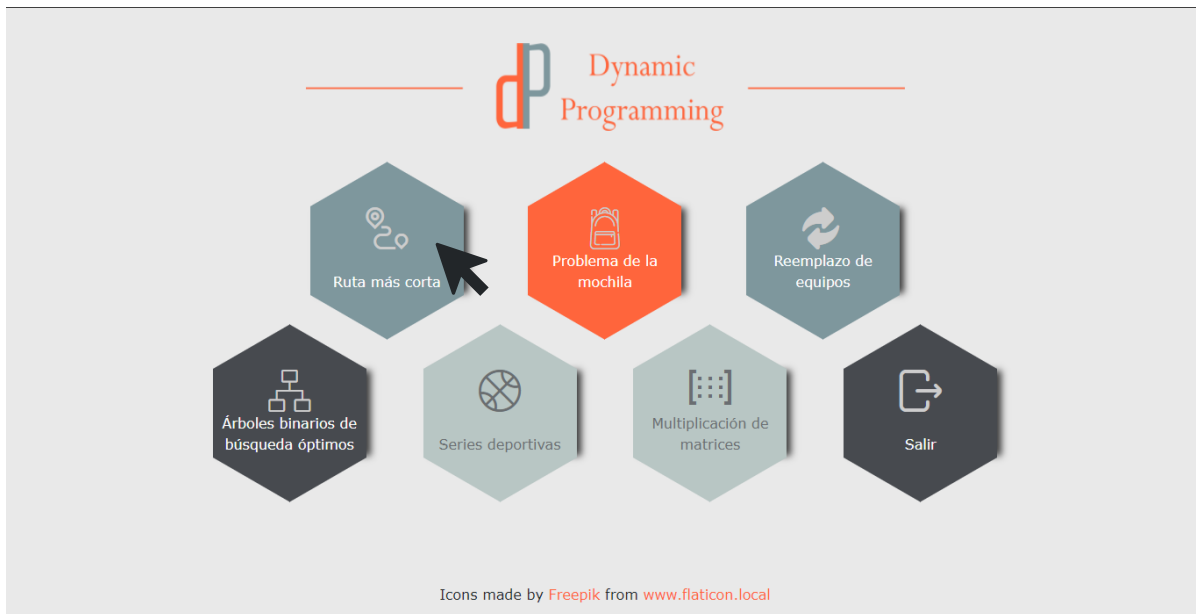 dp
Dynamic
Programming
Ruta más corta
Problema de la
mochila
Reemplazo de
equipos
Árboles binarios de
búsqueda óptimos
Series deportivas
Multiplicación de
matrices
Salir
Icons made by Freepik from www.flaticon.local